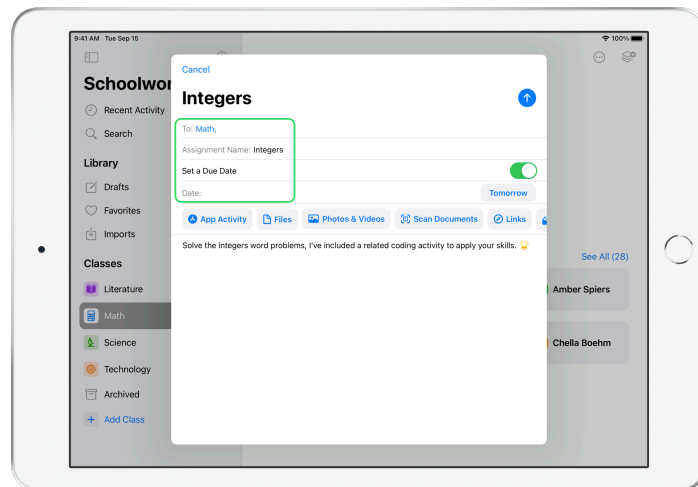 9:41 AM Tue Sep 15
100%
Schoolwor
Recent Activity
Search
Library
Drafts
Favorites
Imports
Classes
Literature
Math
Science
Technology
Archived
Add Class
Cancel
Integers
To: Math,
Assignment Name: Integers
Set a Due Date
Date: Tomorrow
App Activity Files Photos & Videos Scan Documents Links
Solve the integers word problems, I've included a related coding activity to apply your skills.
See All (28)
Amber Spiers
Chella Boehm